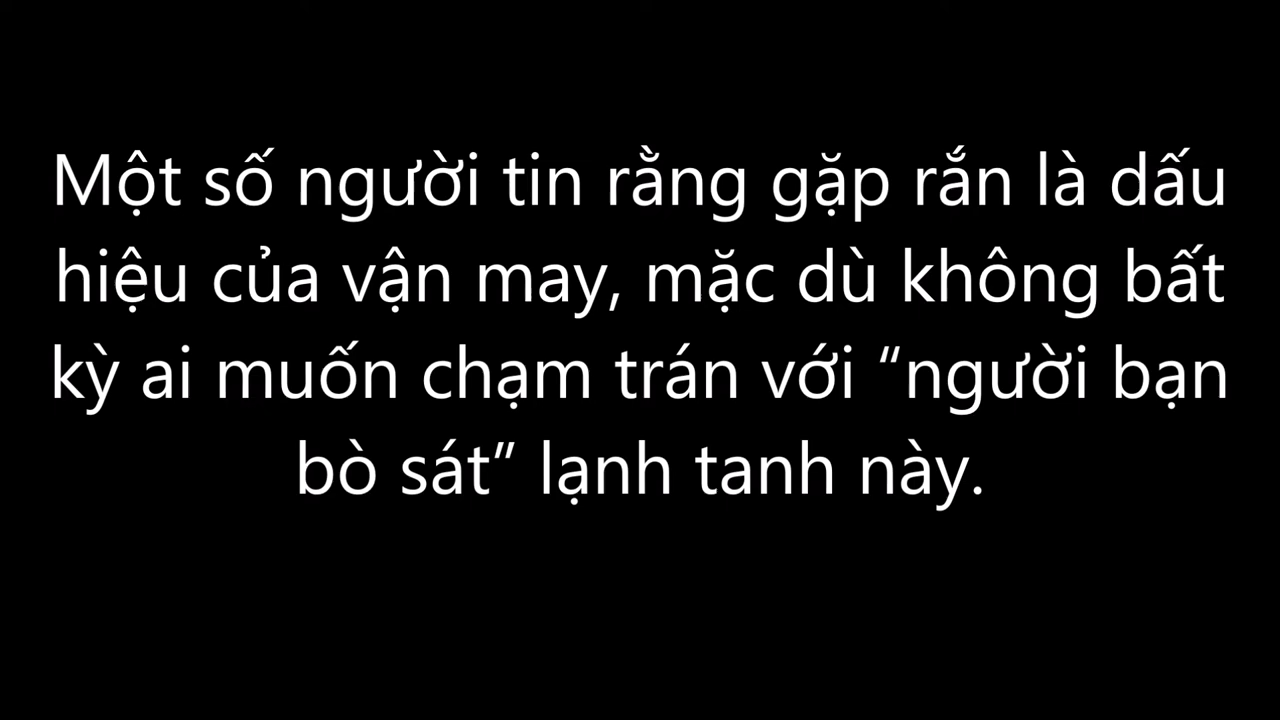 Một số người tin rằng gặp rắn là dấu
hiệu của vận may, mặc dù không bất
kỳ ai muốn chạm trán với “người bạn
bò sát” lạnh tanh này.